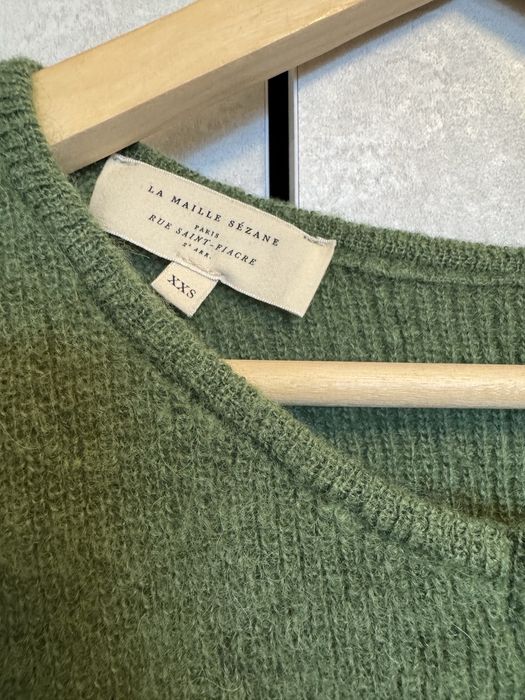 LA MAILLE SÉZANE
PARIS
RUE SAINT-FIACRE
2E ARR.
XXS